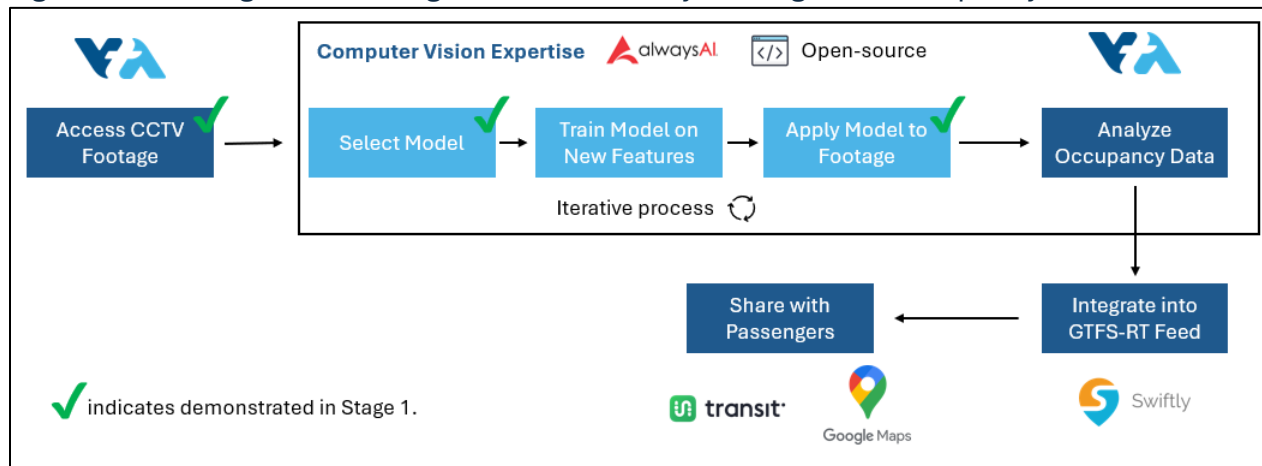 Computer Vision Expertise
alwaysAI
</> Open-source
Access CCTV
Footage
Select Model
Train Model on
New Features
Apply Model to
Footage
Analyze
Occupancy Data
Iterative process
Share with
Passengers
Integrate into
GTFS-RT Feed
indicates demonstrated in Stage 1.
transit
Google Maps
Swiftly